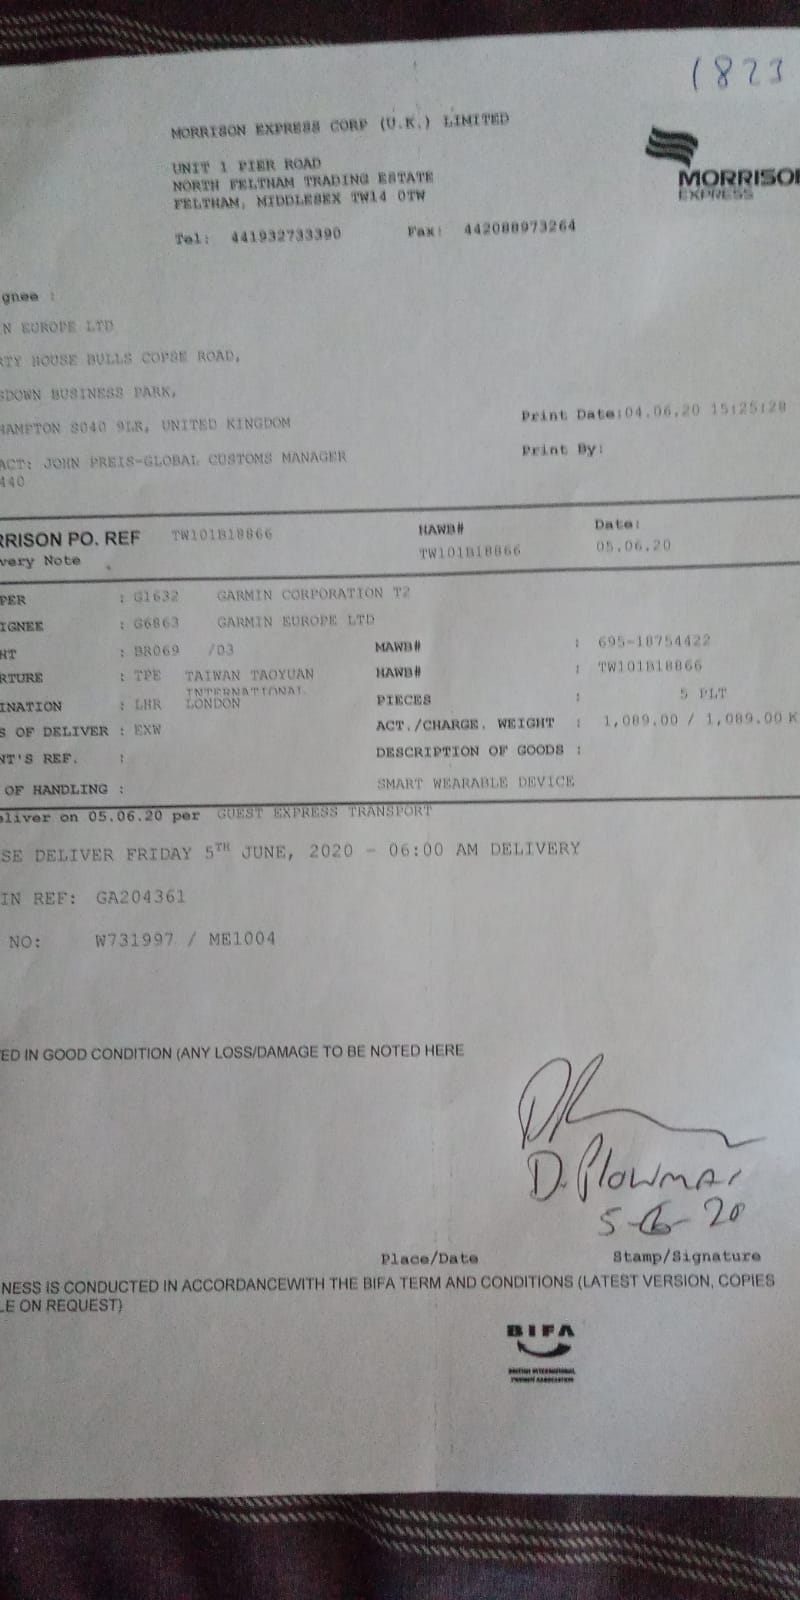 1823
MORRISON EXPRESS CORP (U.K.) LIMITED
MORRISON
EXPRESS
UNIT 1 PIER ROAD
NORTH FELTHAM TRADING ESTATE
FELTHAM, MIDDLESEX TW14 0TW
Tel: 441932733390 Fax: 442088973264
gnee :
N EUROPE LTD
RTY HOUSE BULLS COPSE ROAD,
SDOWN BUSINESS PARK,
HAMPTON SO40 9LR, UNITED KINGDOM
Print Date:04.06.20 15:25:28
ACT: JOHN PREIS-GLOBAL CUSTOMS MANAGER
Print By:
440
RRISON PO. REF TW101B18866 HAWB# Date:
very Note TW101B18866 05.06.20
PER : G1632 GARMIN CORPORATION T2
IGNEE : G6863 GARMIN EUROPE LTD
HT : BR069 /03 MAWB# : 695-18754422
RTURE : TPE TAIWAN TAOYUAN INTERNATIONAL HAWB# : TW101B18866
INATION : LHR LONDON PIECES : 5 PLT
S OF DELIVER : EXW ACT./CHARGE. WEIGHT : 1,089.00 / 1,089.00 K
NT'S REF. : DESCRIPTION OF GOODS :
OF HANDLING : SMART WEARABLE DEVICE
eliver on 05.06.20 per GUEST EXPRESS TRANSPORT
SE DELIVER FRIDAY 5TH JUNE, 2020 - 06:00 AM DELIVERY
IN REF: GA204361
NO: W731997 / ME1004
ED IN GOOD CONDITION (ANY LOSS/DAMAGE TO BE NOTED HERE
D. Plowman
5-6-20
Place/Date Stamp/Signature
NESS IS CONDUCTED IN ACCORDANCEWITH THE BIFA TERM AND CONDITIONS (LATEST VERSION, COPIES
LE ON REQUEST)
BIFA
BRITISH INTERNATIONAL
FREIGHT ASSOCIATION